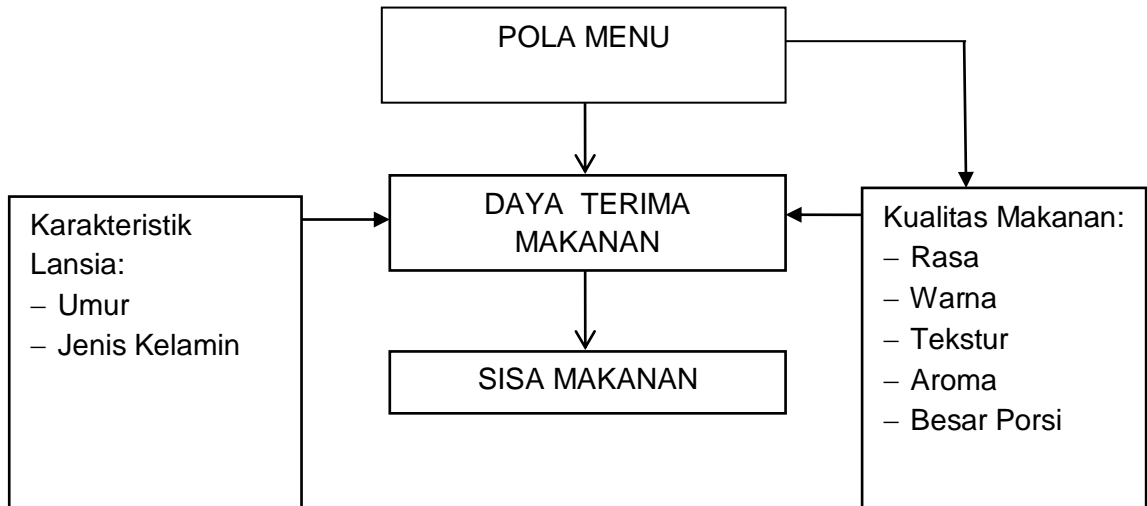 POLA MENU
DAYA TERIMA
MAKANAN
Karakteristik
Lansia:
– Umur
– Jenis Kelamin
Kualitas Makanan:
– Rasa
– Warna
– Tekstur
– Aroma
– Besar Porsi
SISA MAKANAN